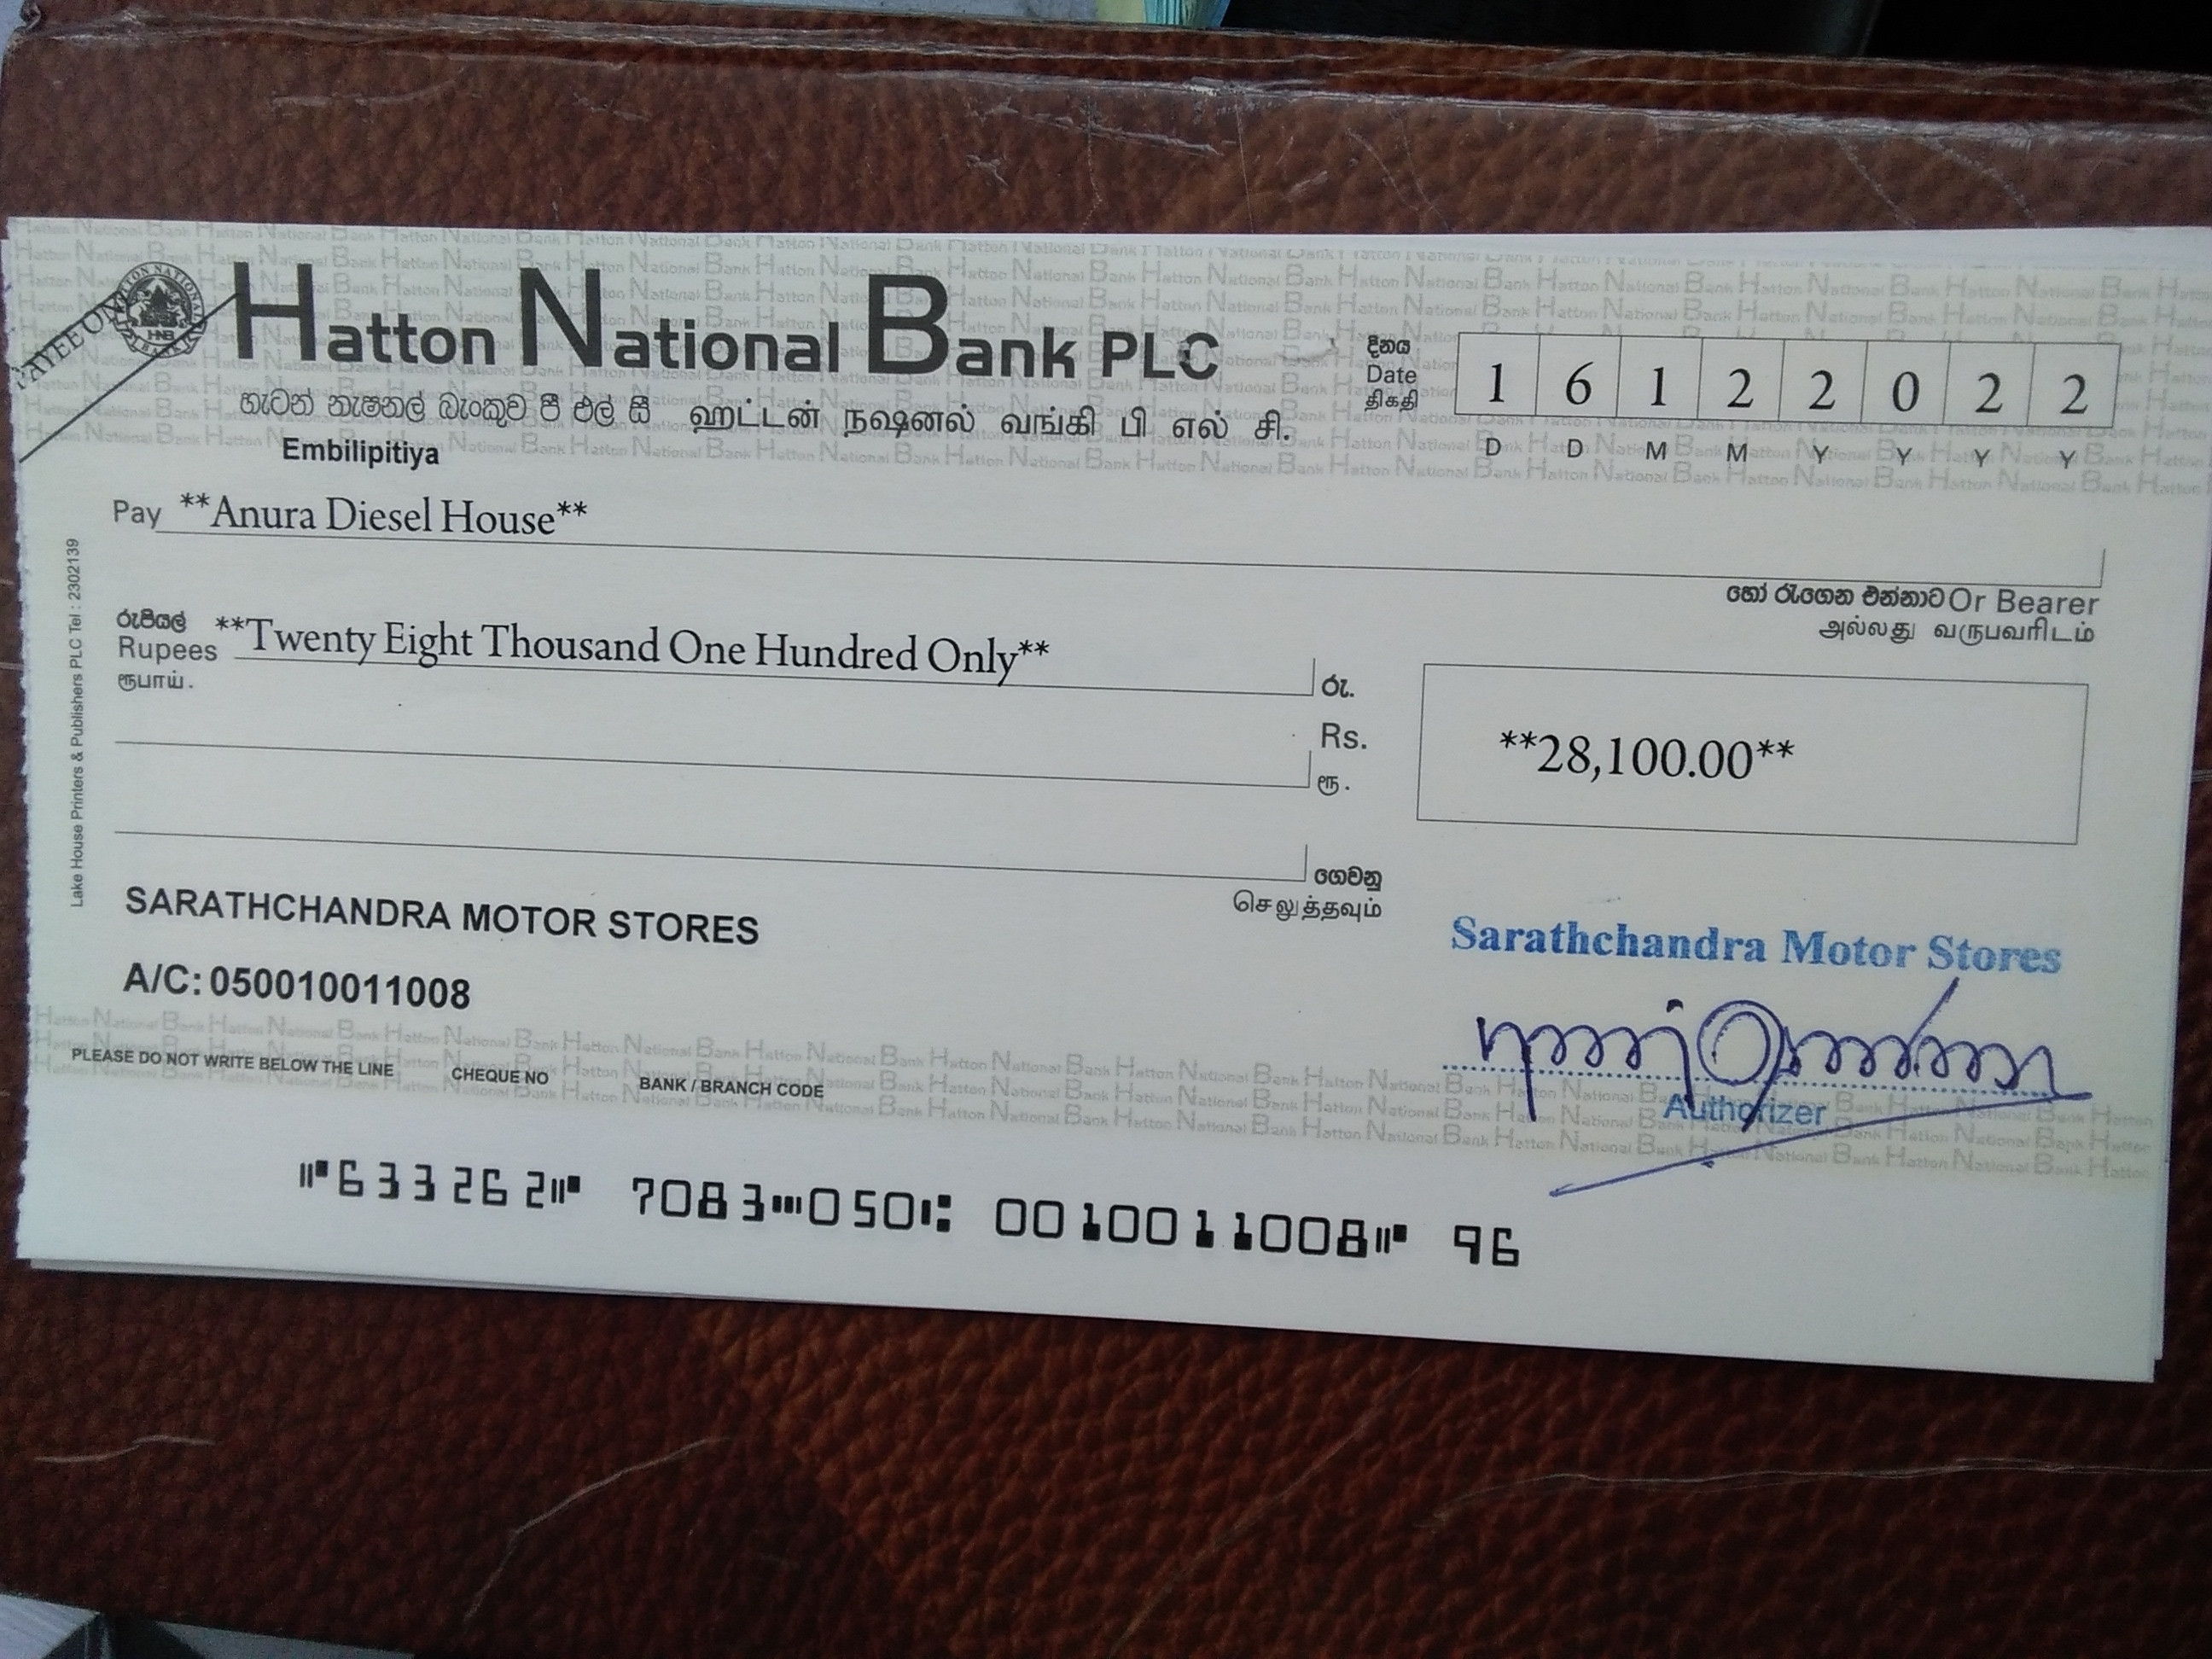 PAYEE ON
HATTON NATIONAL BANK PLC
හැටන් නැෂනල් බැංකුව පී එල් සී ஹட்டன் நஷனல் வங்கி பி எல் சி.
Embilipitiya
දිනය
Date
திகதி
1 6 1 2 2 0 2 2
D D M M Y Y Y Y
Pay **Anura Diesel House**
හෝ රැගෙන එන්නාට Or Bearer
அல்லது வருபவரிடம்
රුපියල්
Rupees **Twenty Eight Thousand One Hundred Only**
ரூபாய்.
රු.
Rs.
ரூ.
**28,100.00**
ගෙවනු
செலுத்தவும்
Lake House Printers & Publishers PLC Tel : 2302139
SARATHCHANDRA MOTOR STORES
A/C: 050010011008
Sarathchandra Motor Stores
Authorizer
PLEASE DO NOT WRITE BELOW THE LINE CHEQUE NO BANK / BRANCH CODE
⑈633262⑈ 7083⑉050⑆ 0010011008⑈ 96